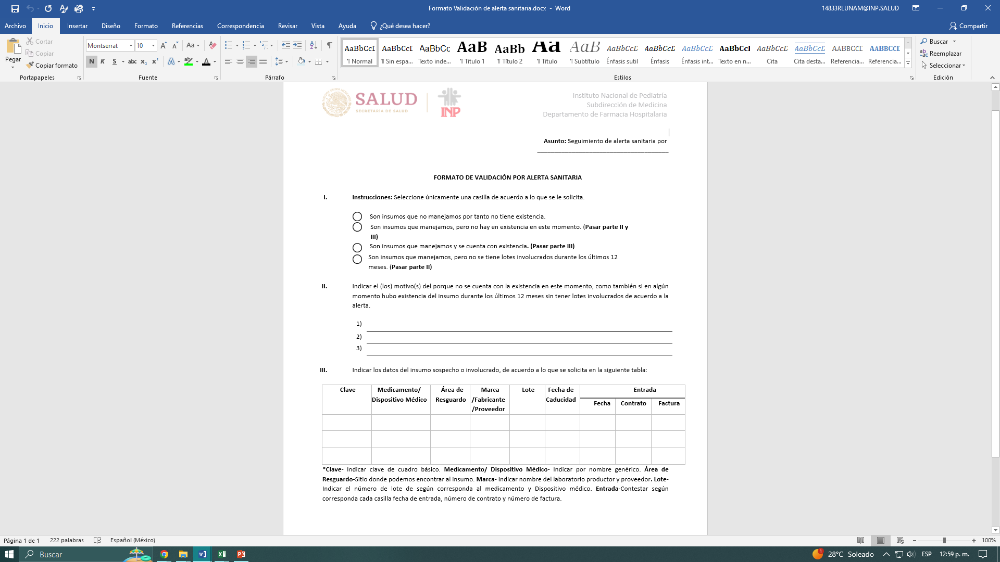 Formato Validación de alerta sanitaria.docx - Word
14833RLUNAM@INP.SALUD
Archivo Inicio Insertar Diseño Formato Referencias Correspondencia Revisar Vista Ayuda ¿Qué desea hacer? Compartir
Pegar
Cortar
Copiar
Copiar formato
Portapapeles
Montserrat 10
Fuente
Párrafo
AaBbCcI AaBbCcI AaBbCc AaB AaBb Aa AaB AaBbCcD AaBbCcD AaBbCcD AaBbCcI AaBbCcD AaBbCcD AABBCCE AABBCCE
¶ Normal ¶ Sin espa... Texto inde... ¶ Título 1 ¶ Título 2 ¶ Título ¶ Subtítulo Énfasis sutil Énfasis Énfasis int... Texto en n... Cita Cita desta... Referencia... Referencia...
Estilos
Buscar
Reemplazar
Seleccionar
Edición
SALUD
SECRETARÍA DE SALUD
INP
Instituto Nacional de Pediatría
Subdirección de Medicina
Departamento de Farmacia Hospitalaria
Asunto: Seguimiento de alerta sanitaria por
FORMATO DE VALIDACIÓN POR ALERTA SANITARIA
I. Instrucciones: Seleccione únicamente una casilla de acuerdo a lo que se le solicita.
Son insumos que no manejamos por tanto no tiene existencia.
Son insumos que manejamos, pero no hay en existencia en este momento. (Pasar parte II y
III)
Son insumos que manejamos y se cuenta con existencia. (Pasar parte III)
Son insumos que manejamos, pero no se tiene lotes involucrados durante los últimos 12
meses. (Pasar parte II)
II. Indicar el (los) motivo(s) del porque no se cuenta con la existencia en este momento, como también si en algún
momento hubo existencia del insumo durante los últimos 12 meses sin tener lotes involucrados de acuerdo a la
alerta.
1)
2)
3)
III. Indicar los datos del insumo sospecho o involucrado, de acuerdo a lo que se solicita en la siguiente tabla:
Clave Medicamento/ Área de Marca Lote Fecha de Entrada
Dispositivo Médico Resguardo /Fabricante Caducidad Fecha Contrato Factura
/Proveedor
*Clave- Indicar clave de cuadro básico. Medicamento/ Dispositivo Médico- Indicar por nombre genérico. Área de
Resguardo-Sitio donde podemos encontrar al insumo. Marca- Indicar nombre del laboratorio productor y proveedor. Lote-
Indicar el número de lote de según corresponda al medicamento y Dispositivo médico. Entrada-Contestar según
corresponda cada casilla fecha de entrada, número de contrato y número de factura.
Página 1 de 1 222 palabras Español (México) 100%
Buscar
28°C Soleado ESP 12:59 p. m.